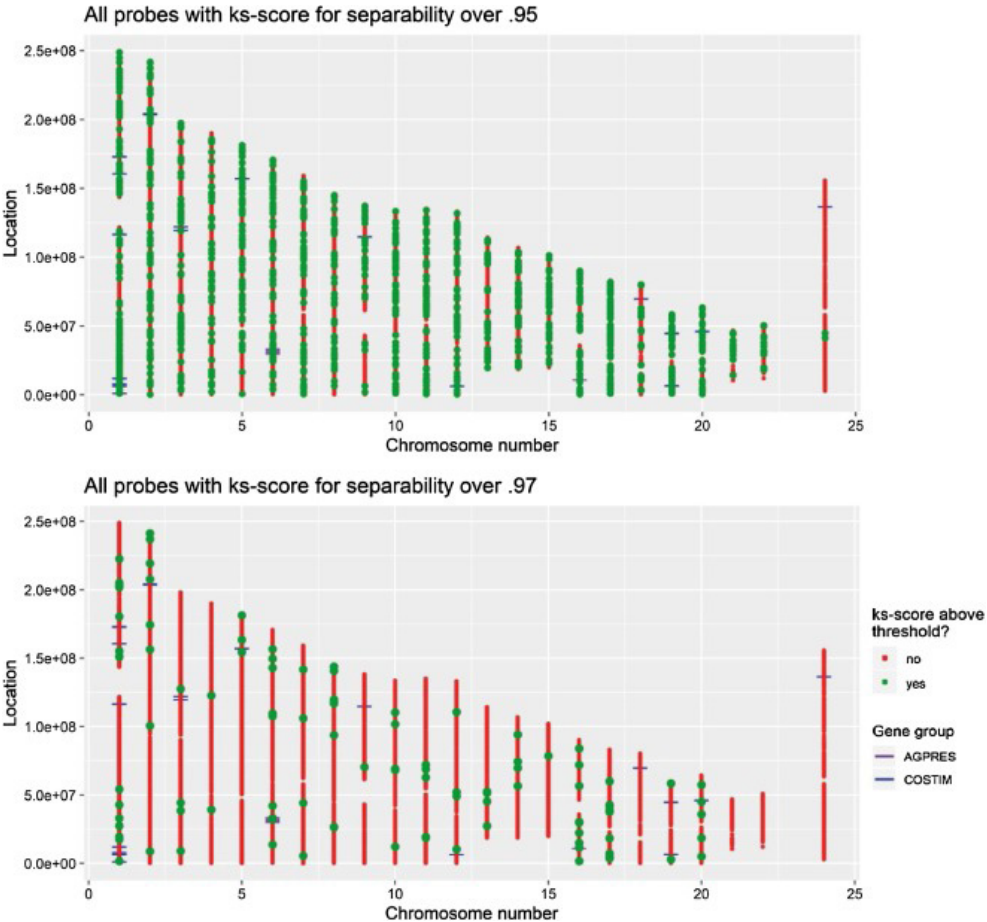 All probes with ks-score for separability over .95
Location
2.5e+08
2.0e+08
1.5e+08
1.0e+08
5.0e+07
0.0e+00
0 5 10 15 20 25
Chromosome number
All probes with ks-score for separability over .97
Location
2.5e+08
2.0e+08
1.5e+08
1.0e+08
5.0e+07
0.0e+00
0 5 10 15 20 25
Chromosome number
ks-score above
threshold?
no
yes
Gene group
AGPRES
COSTIM